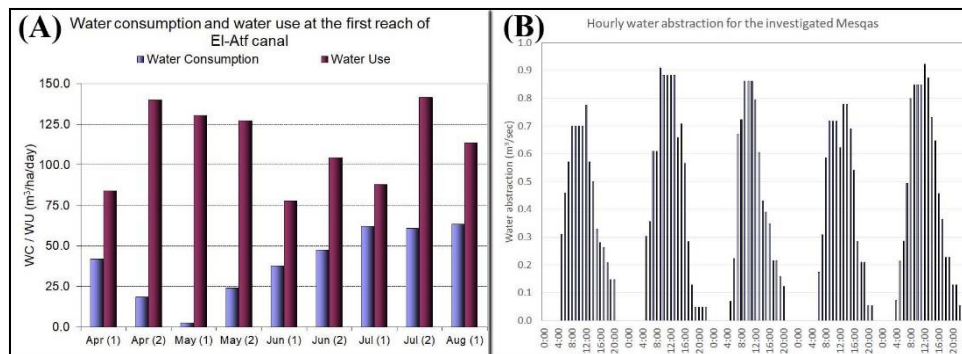 (A)
Water consumption and water use at the first reach of
El-Atf canal
Water Consumption
Water Use
WC / WU (m³/ha/day)
150.0
125.0
100.0
75.0
50.0
25.0
0.0
Apr (1) Apr (2) May (1) May (2) Jun (1) Jun (2) Jul (1) Jul (2) Aug (1)
(B)
Hourly water abstraction for the investigated Mesqas
Water abstraction (m³/sec)
1.0
0.9
0.8
0.7
0.6
0.5
0.4
0.3
0.2
0.1
0.0
0:00 4:00 8:00 12:00 16:00 20:00 0:00 4:00 8:00 12:00 16:00 20:00 0:00 4:00 8:00 12:00 16:00 20:00 0:00 4:00 8:00 12:00 16:00 20:00 0:00 4:00 8:00 12:00 16:00 20:00